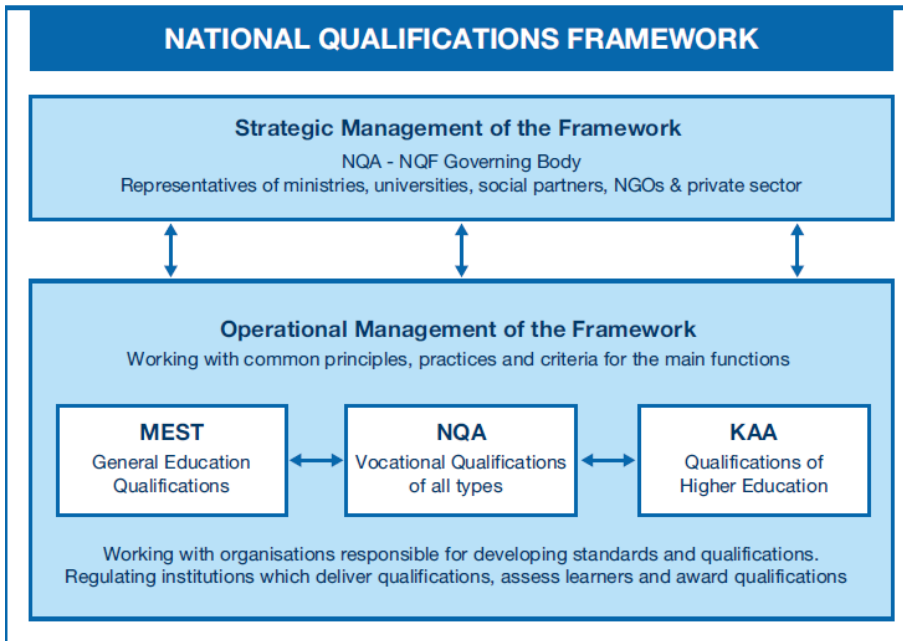 NATIONAL QUALIFICATIONS FRAMEWORK
Strategic Management of the Framework
NQA - NQF Governing Body
Representatives of ministries, universities, social partners, NGOs & private sector
Operational Management of the Framework
Working with common principles, practices and criteria for the main functions
MEST
General Education
Qualifications
NQA
Vocational Qualifications
of all types
KAA
Qualifications of
Higher Education
Working with organisations responsible for developing standards and qualifications.
Regulating institutions which deliver qualifications, assess learners and award qualifications